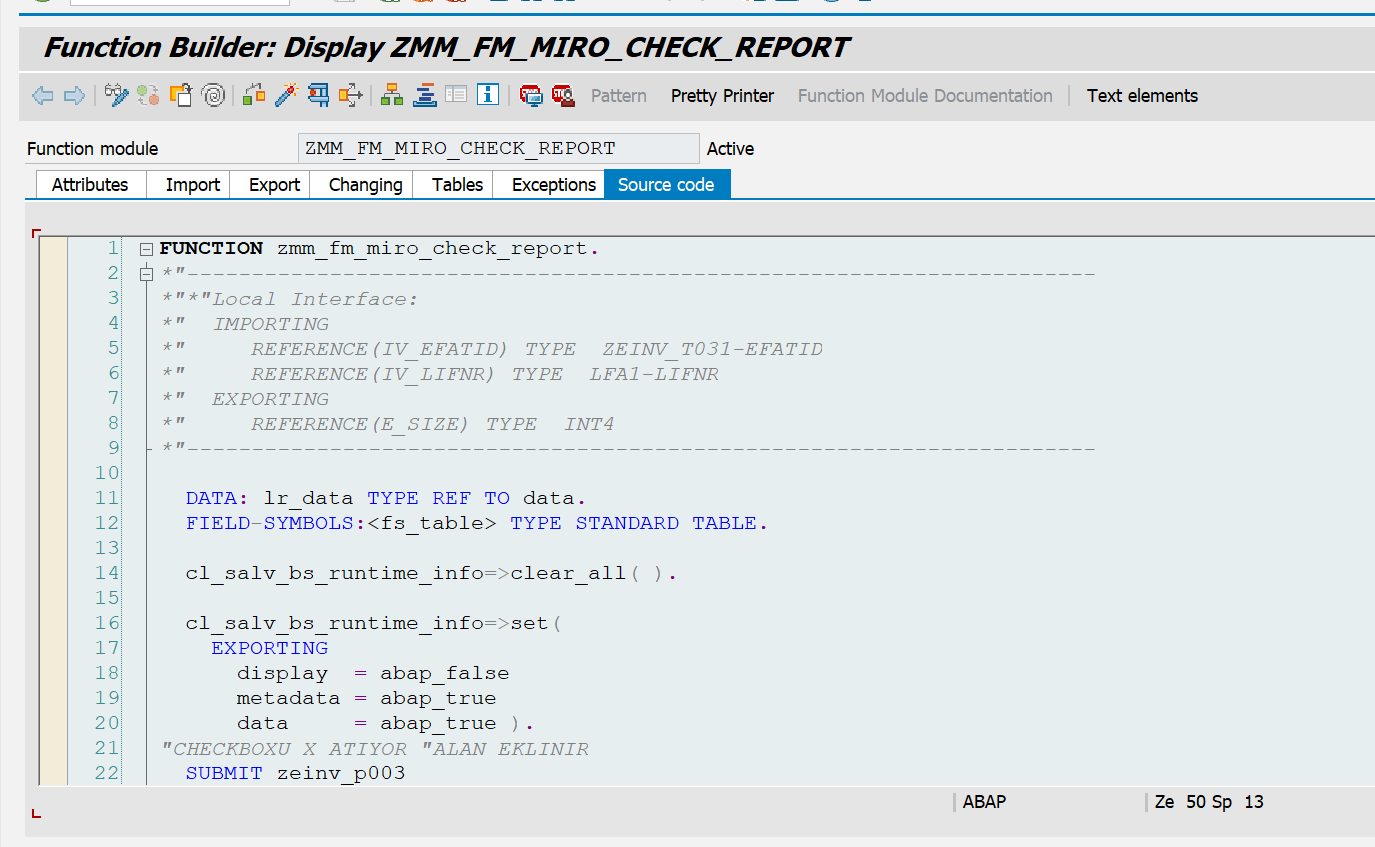 Function Builder: Display ZMM_FM_MIRO_CHECK_REPORT
Pattern Pretty Printer Function Module Documentation Text elements
Function module ZMM_FM_MIRO_CHECK_REPORT Active
Attributes Import Export Changing Tables Exceptions Source code
1 FUNCTION zmm_fm_miro_check_report.
2 *"----------------------------------------------------------------------
3 *"*"Local Interface:
4 *"  IMPORTING
5 *"     REFERENCE(IV_EFATID) TYPE  ZEINV_T031-EFATID
6 *"     REFERENCE(IV_LIFNR) TYPE  LFA1-LIFNR
7 *"  EXPORTING
8 *"     REFERENCE(E_SIZE) TYPE  INT4
9 *"----------------------------------------------------------------------
10
11   DATA: lr_data TYPE REF TO data.
12   FIELD-SYMBOLS:<fs_table> TYPE STANDARD TABLE.
13
14   cl_salv_bs_runtime_info=>clear_all( ).
15
16   cl_salv_bs_runtime_info=>set(
17     EXPORTING
18       display  = abap_false
19       metadata = abap_true
20       data     = abap_true ).
21 "CHECKBOXU X ATIYOR "ALAN EKLINIR
22   SUBMIT zeinv_p003
ABAP Ze 50 Sp 13